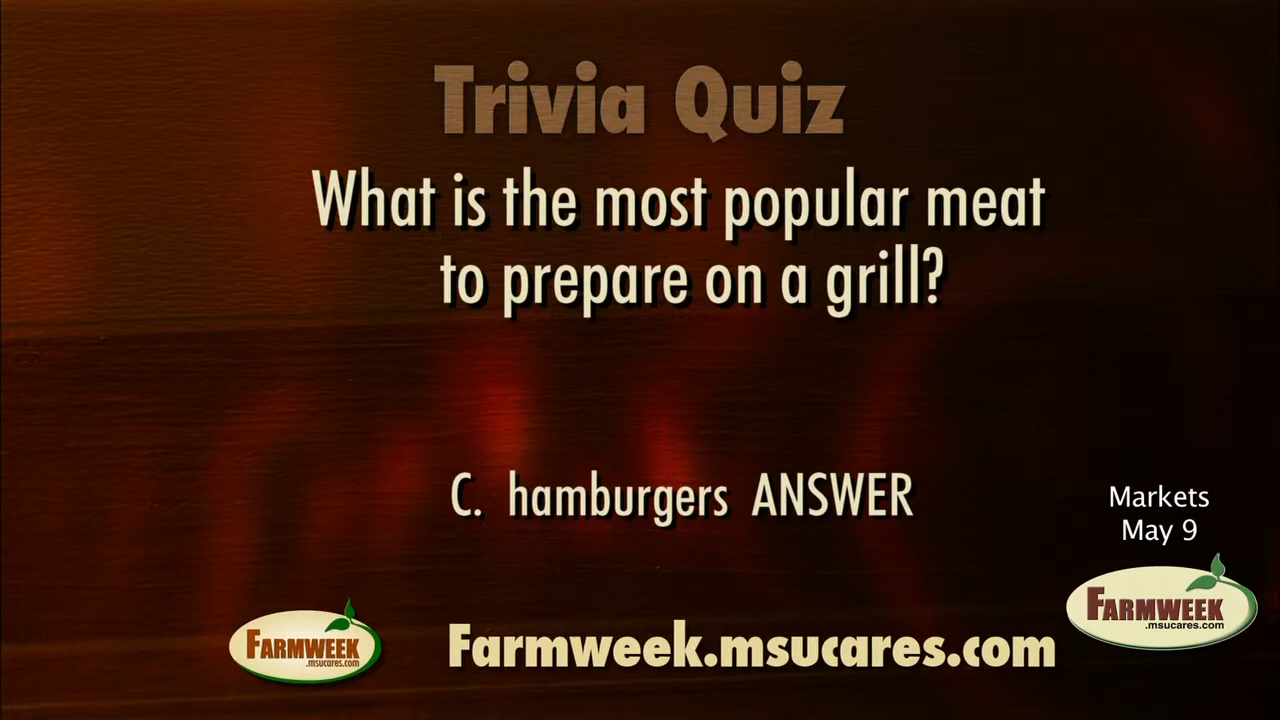 Trivia Quiz
What is the most popular meat
to prepare on a grill?
C. hamburgers ANSWER
Markets
May 9
FARMWEEK
.msucares.com
FARMWEEK
.msucares.com
Farmweek.msucares.com